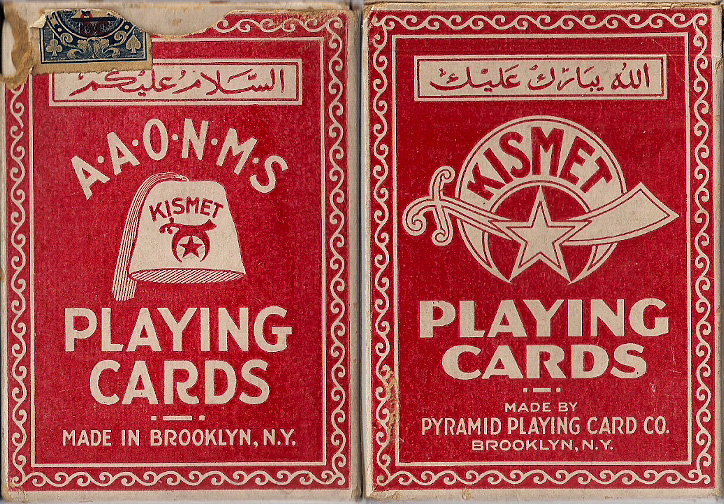 السلام عليكم
A·A·O·N·M·S
KISMET
PLAYING
CARDS
MADE IN BROOKLYN, N.Y.
الله يبارك عليك
KISMET
PLAYING
CARDS
MADE BY
PYRAMID PLAYING CARD CO.
BROOKLYN, N.Y.